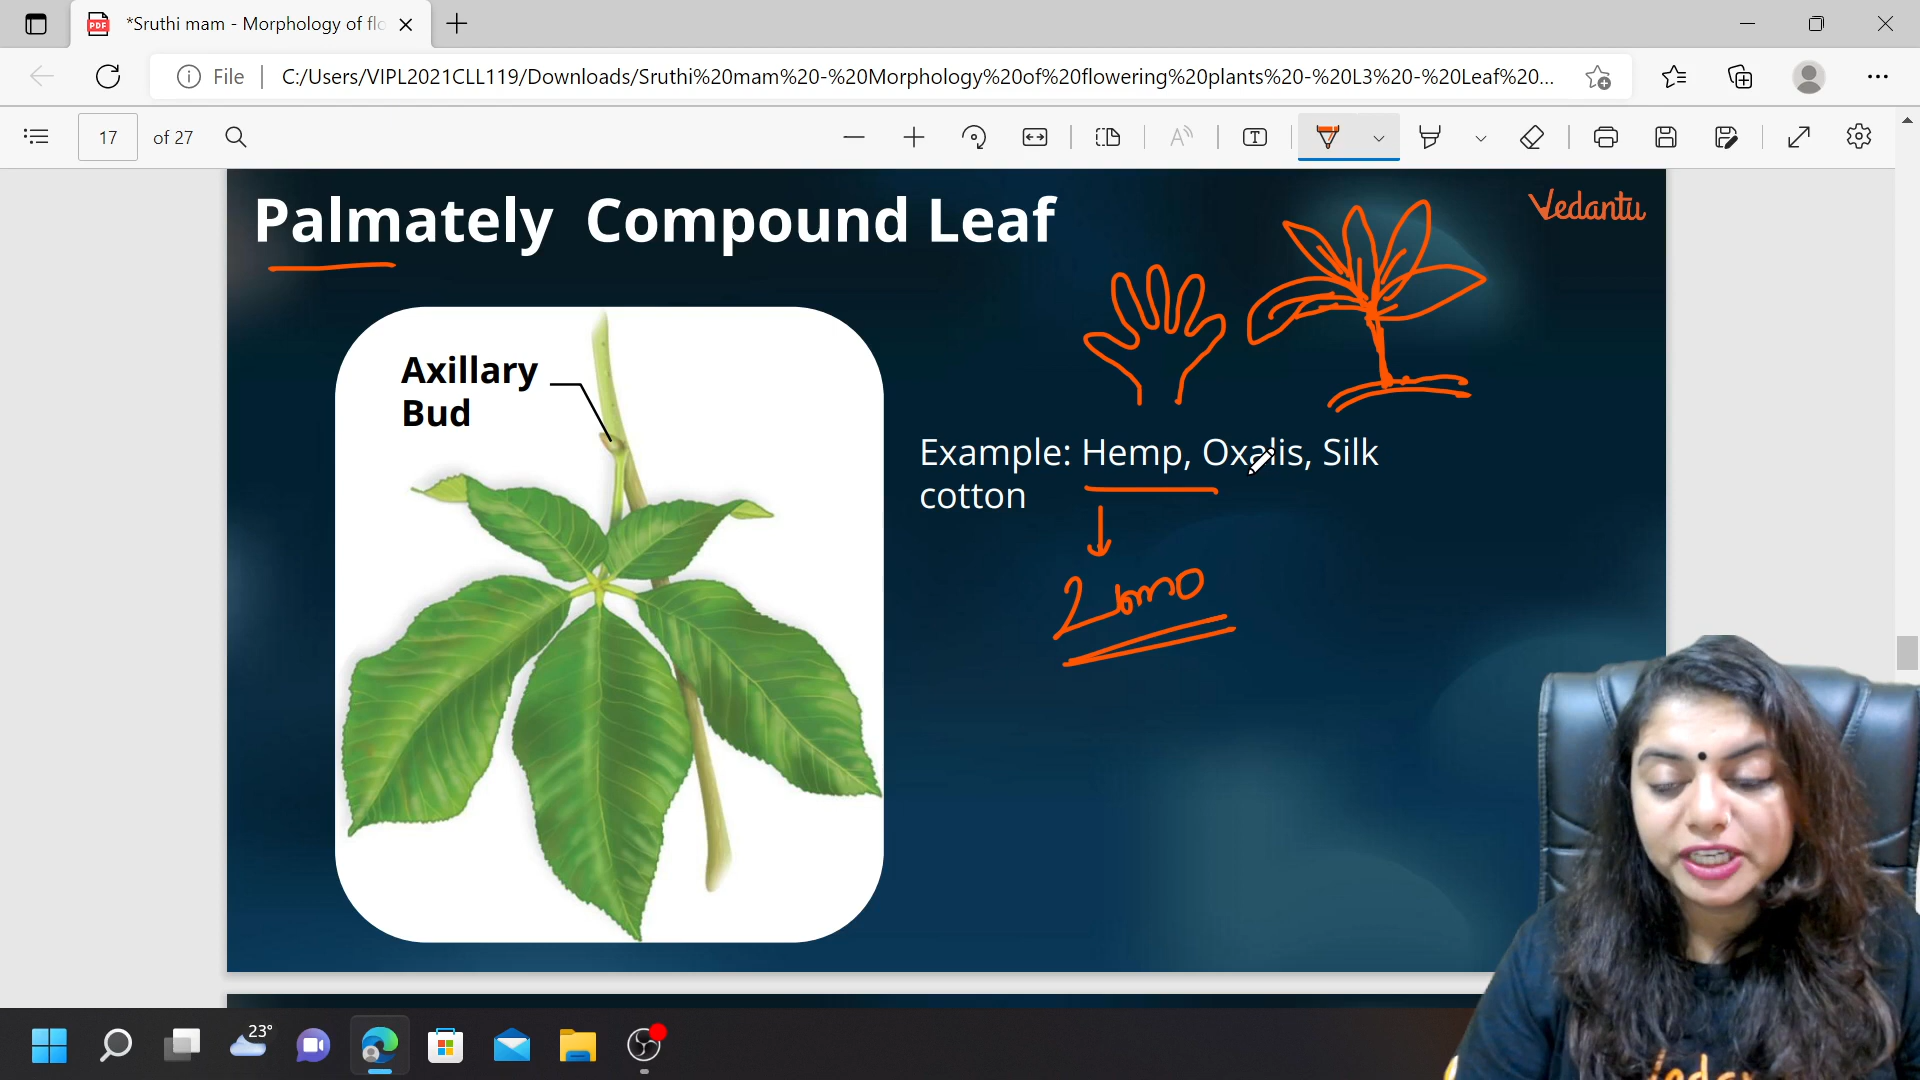 *Sruthi mam - Morphology of flo
File
C:/Users/VIPL2021CLL119/Downloads/Sruthi%20mam%20-%20Morphology%20of%20flowering%20plants%20-%20L3%20-%20Leaf%20...
17 of 27
Palmately Compound Leaf
Vedantu
Axillary
Bud
Example: Hemp, Oxalis, Silk
cotton
23°